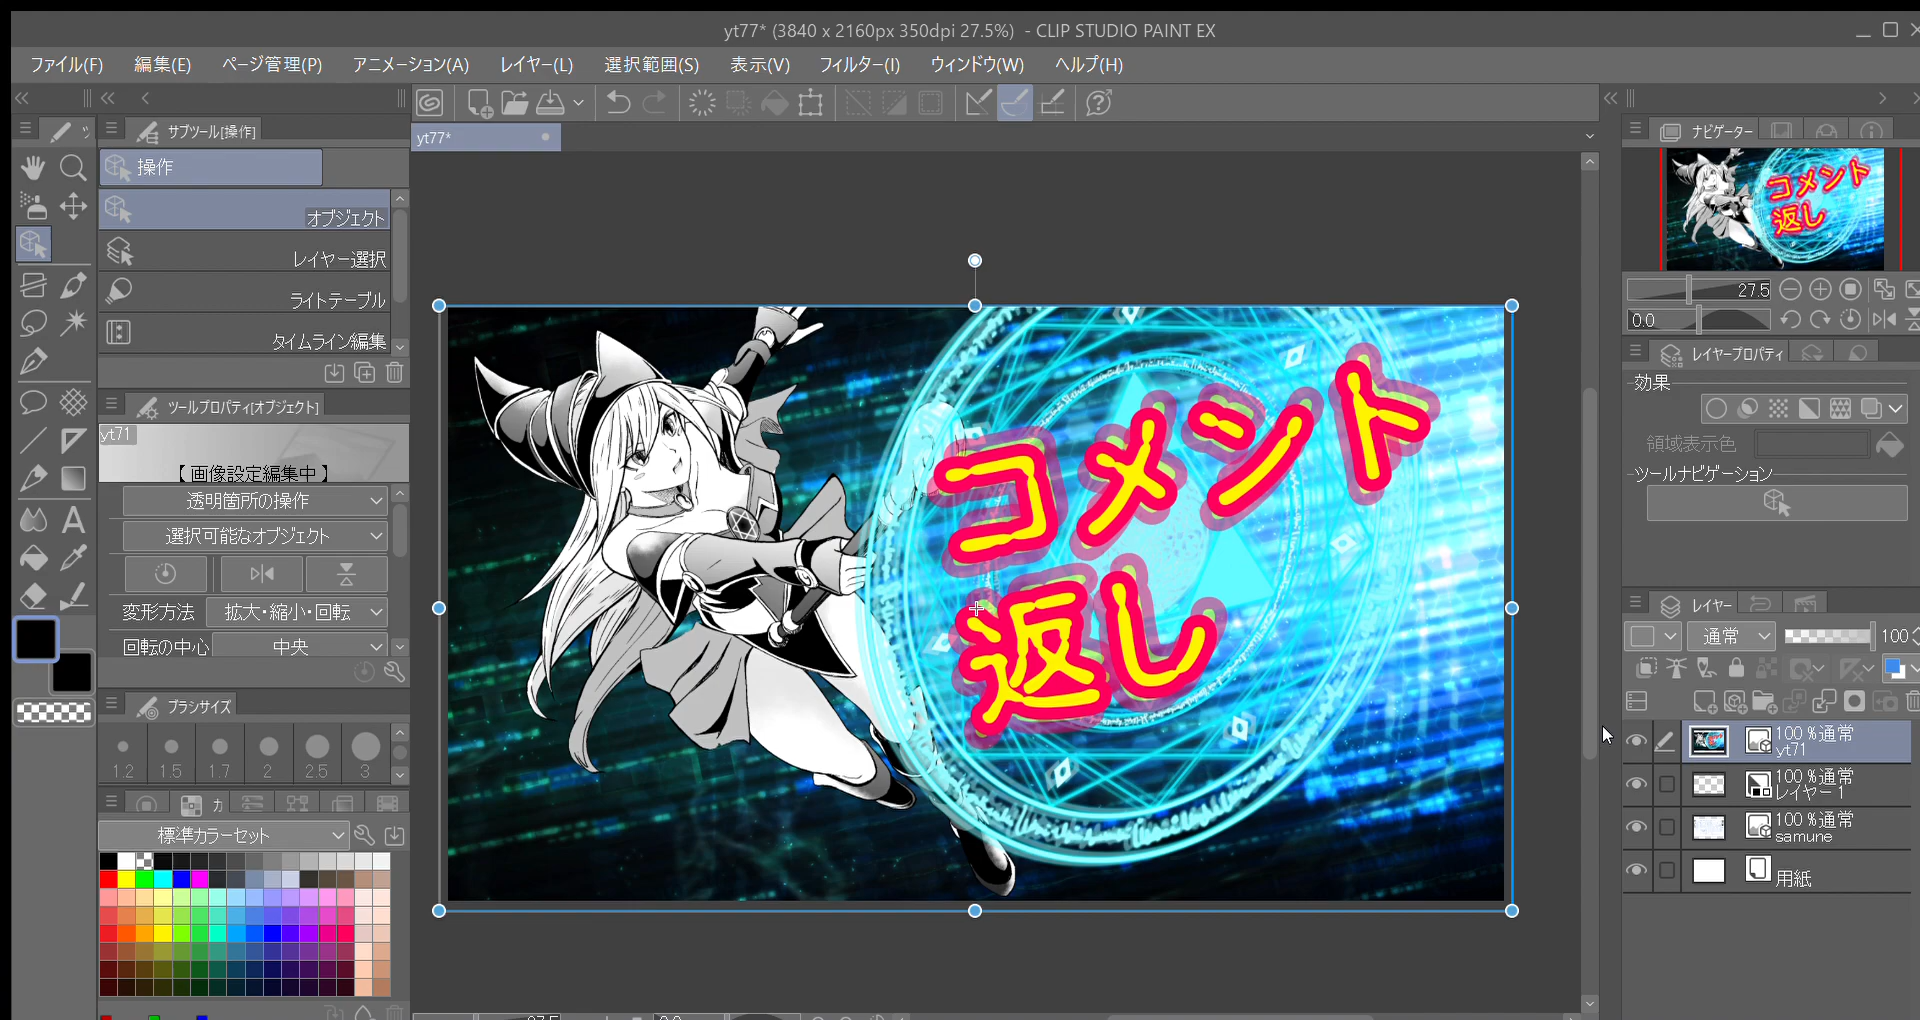 yt77* (3840 x 2160px 350dpi 27.5%) - CLIP STUDIO PAINT EX
ファイル(F) 編集(E) ページ管理(P) アニメーション(A) レイヤー(L) 選択範囲(S) 表示(V) フィルター(I) ウィンドウ(W) ヘルプ(H)
サブツール[操作]
操作
オブジェクト
レイヤー選択
ライトテーブル
タイムライン編集
ツールプロパティ[オブジェクト]
yt71
【 画像設定編集中 】
透明箇所の操作
選択可能なオブジェクト
変形方法 拡大・縮小・回転
回転の中心 中央
ブラシサイズ
1.2 1.5 1.7 2 2.5 3
カ
標準カラーセット
yt77*
コメント
返し
ナビゲーター
コメント
返し
27.5
0.0
レイヤープロパティ
効果
領域表示色
ツールナビゲーション
レイヤー
通常 100
100 %通常
yt71
100 %通常
レイヤー 1
100 %通常
samune
用紙